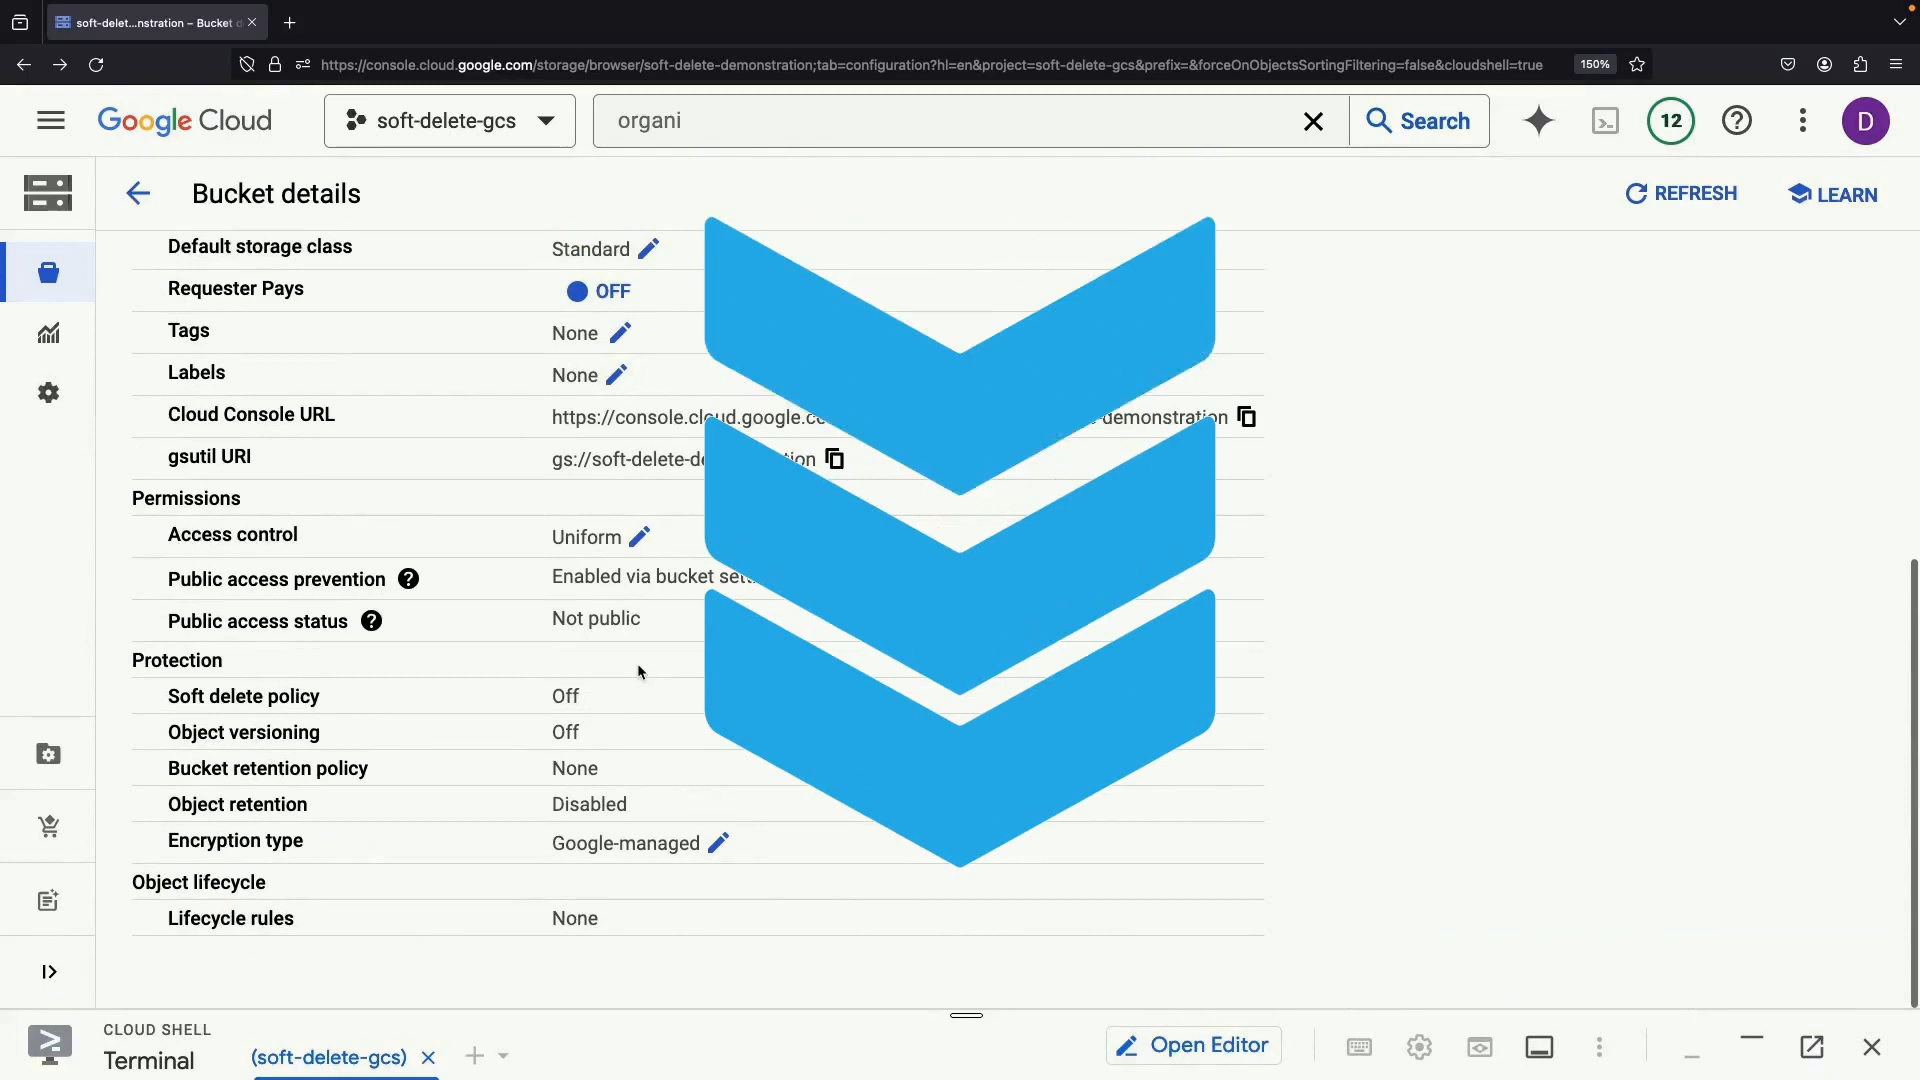 soft-delet...nstration – Bucket
https://console.cloud.google.com/storage/browser/soft-delete-demonstration;tab=configuration?hl=en&project=soft-delete-gcs&prefix=&forceOnObjectsSortingFiltering=false&cloudshell=true
150%
Google Cloud
soft-delete-gcs
organi
Search
12
D
Bucket details
REFRESH
LEARN
Default storage class Standard
Requester Pays OFF
Tags None
Labels None
Cloud Console URL https://console.cloud.google.c demonstration
gsutil URI gs://soft-delete-d tion
Permissions
Access control Uniform
Public access prevention Enabled via bucket
Public access status Not public
Protection
Soft delete policy Off
Object versioning Off
Bucket retention policy None
Object retention Disabled
Encryption type Google-managed
Object lifecycle
Lifecycle rules None
CLOUD SHELL
Terminal
(soft-delete-gcs)
Open Editor